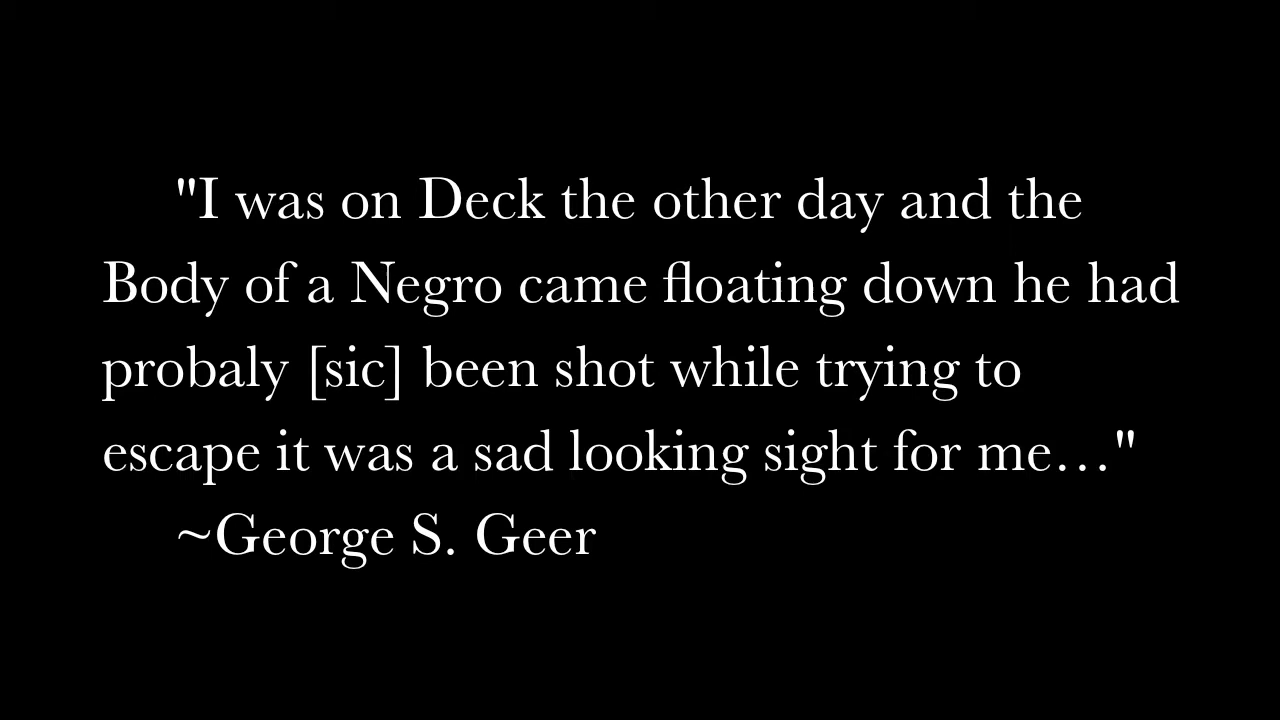 "I was on Deck the other day and the
Body of a Negro came floating down he had
probaly [sic] been shot while trying to
escape it was a sad looking sight for me…"
~George S. Geer